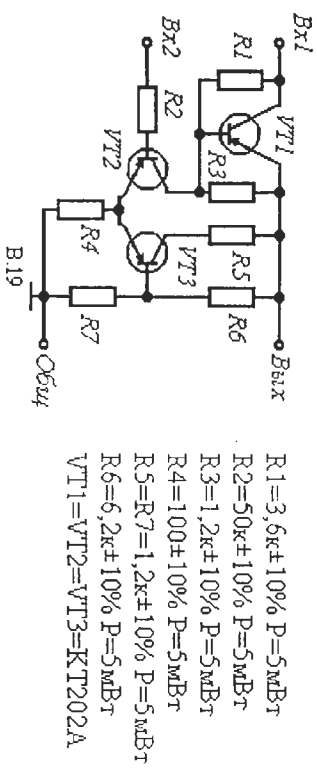 Вх1
R1
VT1
Вх2
R2
VT2
R3
VT3
R5
R4
R7
R6
В.19
Общ
Вых
R1=3,6к±10% P=5мВт
R2=50к±10% P=5мВт
R3=1,2к±10% P=5мВт
R4=100±10% P=5мВт
R5=R7=1,2к±10% P=5мВт
R6=6,2к±10% P=5мВт
VT1=VT2=VT3=КТ202А